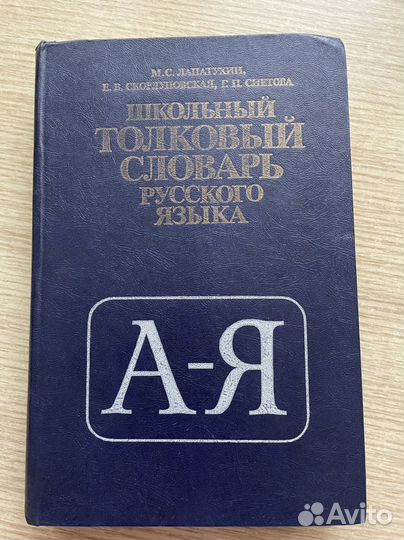 М.С. ЛАПАТУХИН,
Е.В. СКОРЛУПОВСКАЯ, Г.П. СНЕТОВА
ШКОЛЬНЫЙ
ТОЛКОВЫЙ
СЛОВАРЬ
РУССКОГО
ЯЗЫКА
А-Я
Avito